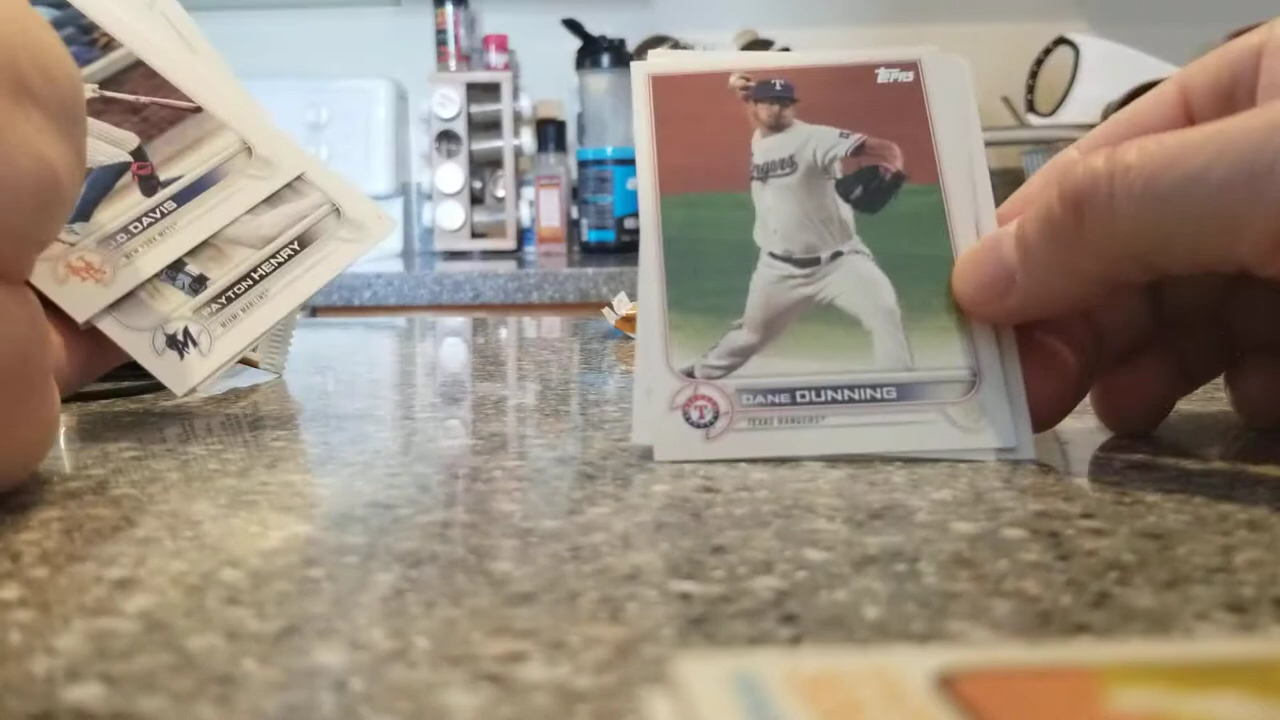 J.D. DAVIS
NEW YORK METS
PAYTON HENRY
MIAMI MARLINS
TOPPS
T
Rangers
DANE DUNNING
TEXAS RANGERS
T